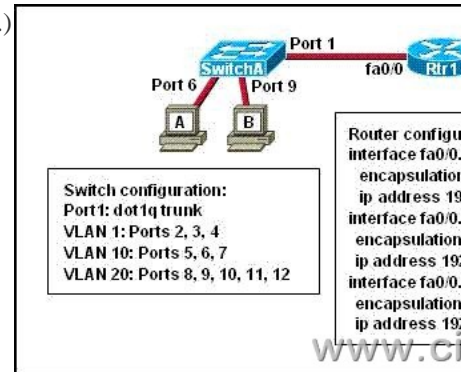 .)
Port 1
SwitchA
fa0/0
Rtr1
Port 6
Port 9
A
B
Switch configuration:
Port1: dot1q trunk
VLAN 1: Ports 2, 3, 4
VLAN 10: Ports 5, 6, 7
VLAN 20: Ports 8, 9, 10, 11, 12
Router configu
interface fa0/0.
encapsulation
ip address 19
interface fa0/0.
encapsulation
ip address 192
interface fa0/0.
encapsulation
ip address 192
www.ci